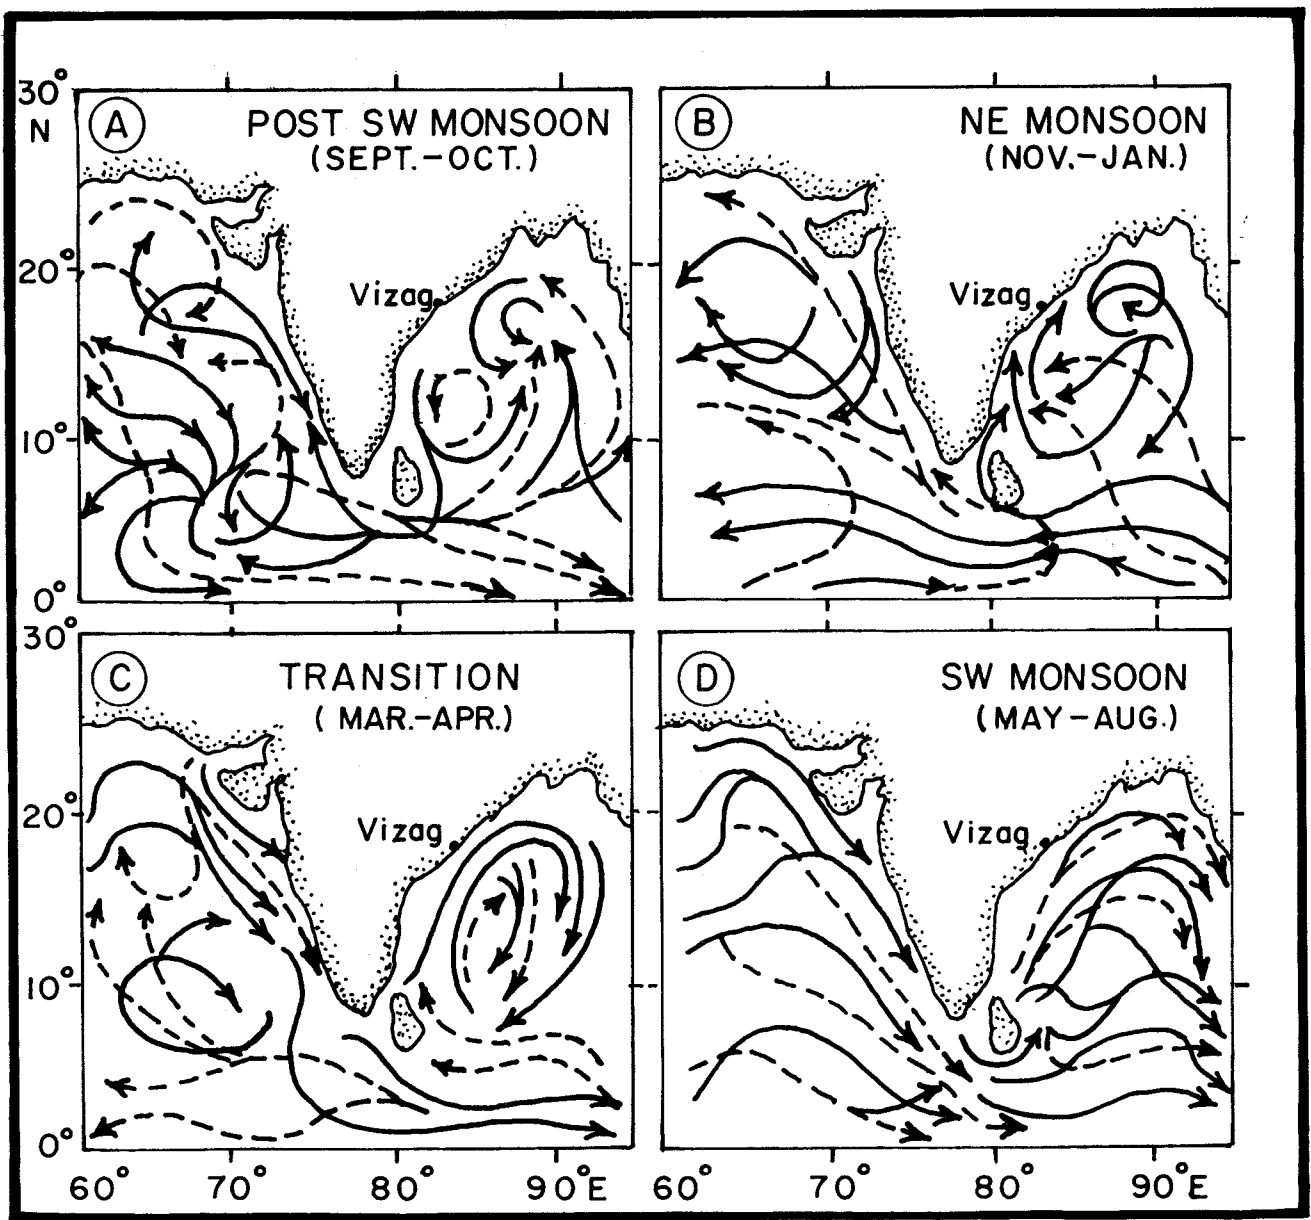 30°
N
A
POST SW MONSOON
(SEPT.-OCT.)
20°
Vizag.
10°
0°
B
NE MONSOON
(NOV.-JAN.)
Vizag.
30°
C
TRANSITION
(MAR.-APR.)
20°
Vizag
10°
0°
60° 70° 80° 90°E
D
SW MONSOON
(MAY-AUG.)
Vizag
60° 70° 80° 90°E